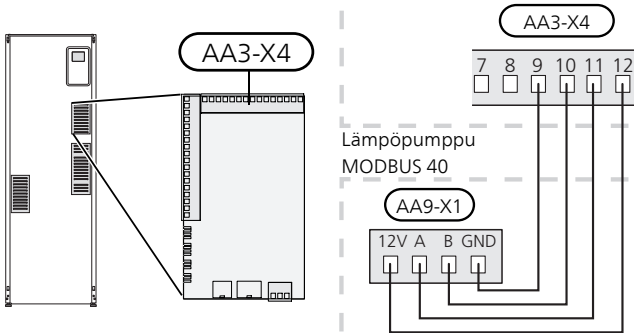 AA3-X4
AA3-X4
7 8 9 10 11 12
Lämpöpumppu
MODBUS 40
AA9-X1
12V A B GND